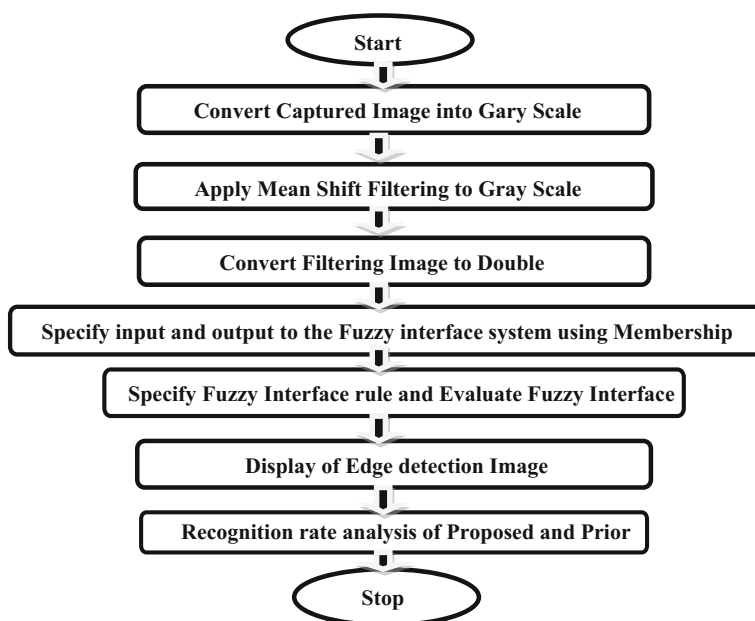 Start
Convert Captured Image into Gary Scale
Apply Mean Shift Filtering to Gray Scale
Convert Filtering Image to Double
Specify input and output to the Fuzzy interface system using Membership
Specify Fuzzy Interface rule and Evaluate Fuzzy Interface
Display of Edge detection Image
Recognition rate analysis of Proposed and Prior
Stop